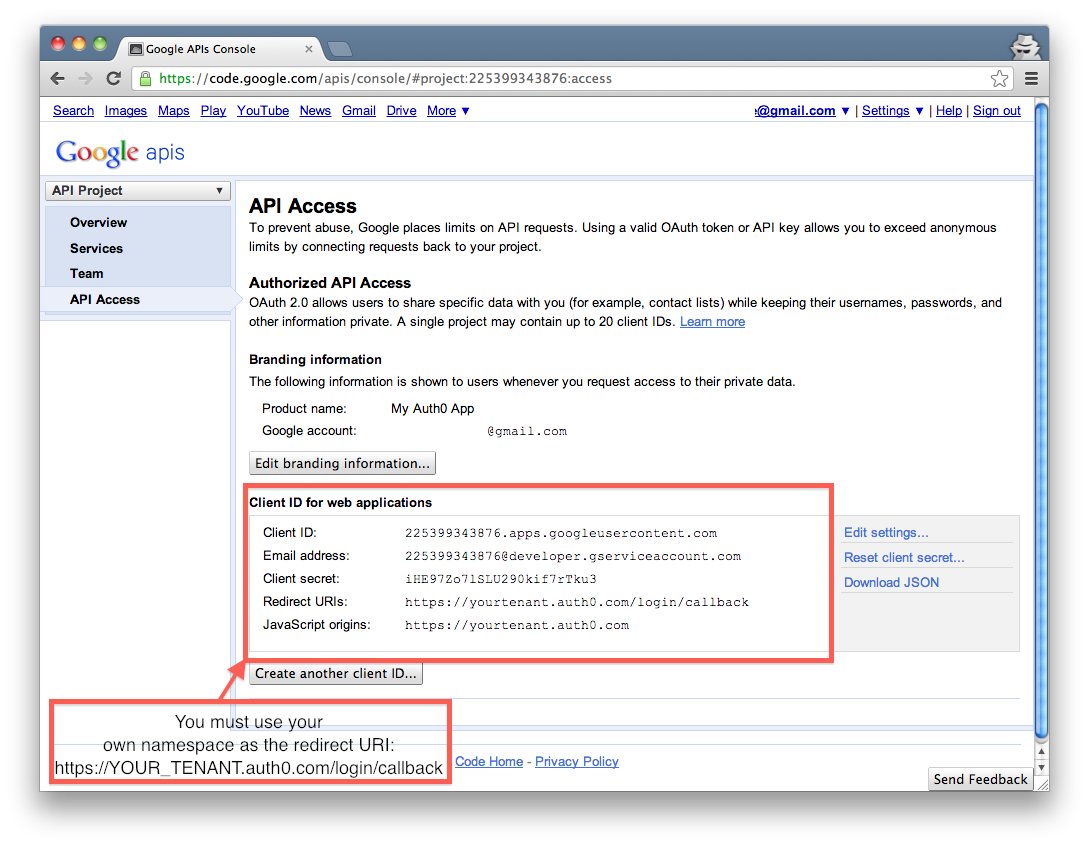 Google APIs Console
https://code.google.com/apis/console/#project:225399343876:access
Search Images Maps Play YouTube News Gmail Drive More ▼
@gmail.com ▼ | Settings ▼ | Help | Sign out
Google apis
API Project ▼
Overview
Services
Team
API Access
API Access
To prevent abuse, Google places limits on API requests. Using a valid OAuth token or API key allows you to exceed anonymous
limits by connecting requests back to your project.
Authorized API Access
OAuth 2.0 allows users to share specific data with you (for example, contact lists) while keeping their usernames, passwords, and
other information private. A single project may contain up to 20 client IDs. Learn more
Branding information
The following information is shown to users whenever you request access to their private data.
Product name: My Auth0 App
Google account: @gmail.com
Edit branding information...
Client ID for web applications
Client ID: 225399343876.apps.googleusercontent.com
Email address: 225399343876@developer.gserviceaccount.com
Client secret: iHE97Zo7lSLU290kif7rTku3
Redirect URIs: https://yourtenant.auth0.com/login/callback
JavaScript origins: https://yourtenant.auth0.com
Edit settings...
Reset client secret...
Download JSON
Create another client ID...
You must use your
own namespace as the redirect URI:
https://YOUR_TENANT.auth0.com/login/callback
Code Home - Privacy Policy
Send Feedback